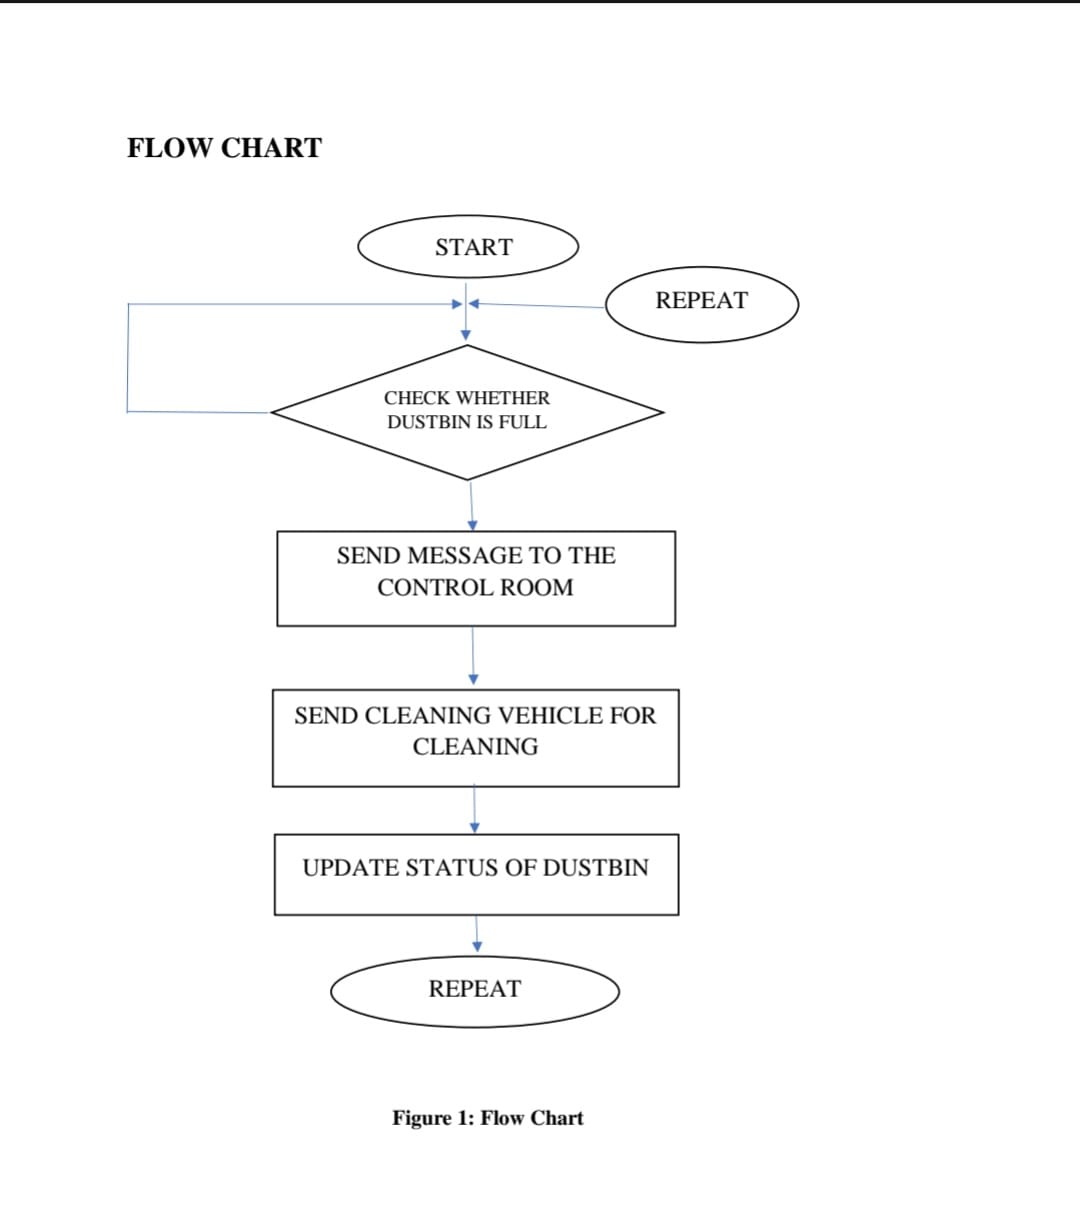 FLOW CHART
START
REPEAT
CHECK WHETHER
DUSTBIN IS FULL
SEND MESSAGE TO THE
CONTROL ROOM
SEND CLEANING VEHICLE FOR
CLEANING
UPDATE STATUS OF DUSTBIN
REPEAT
Figure 1: Flow Chart